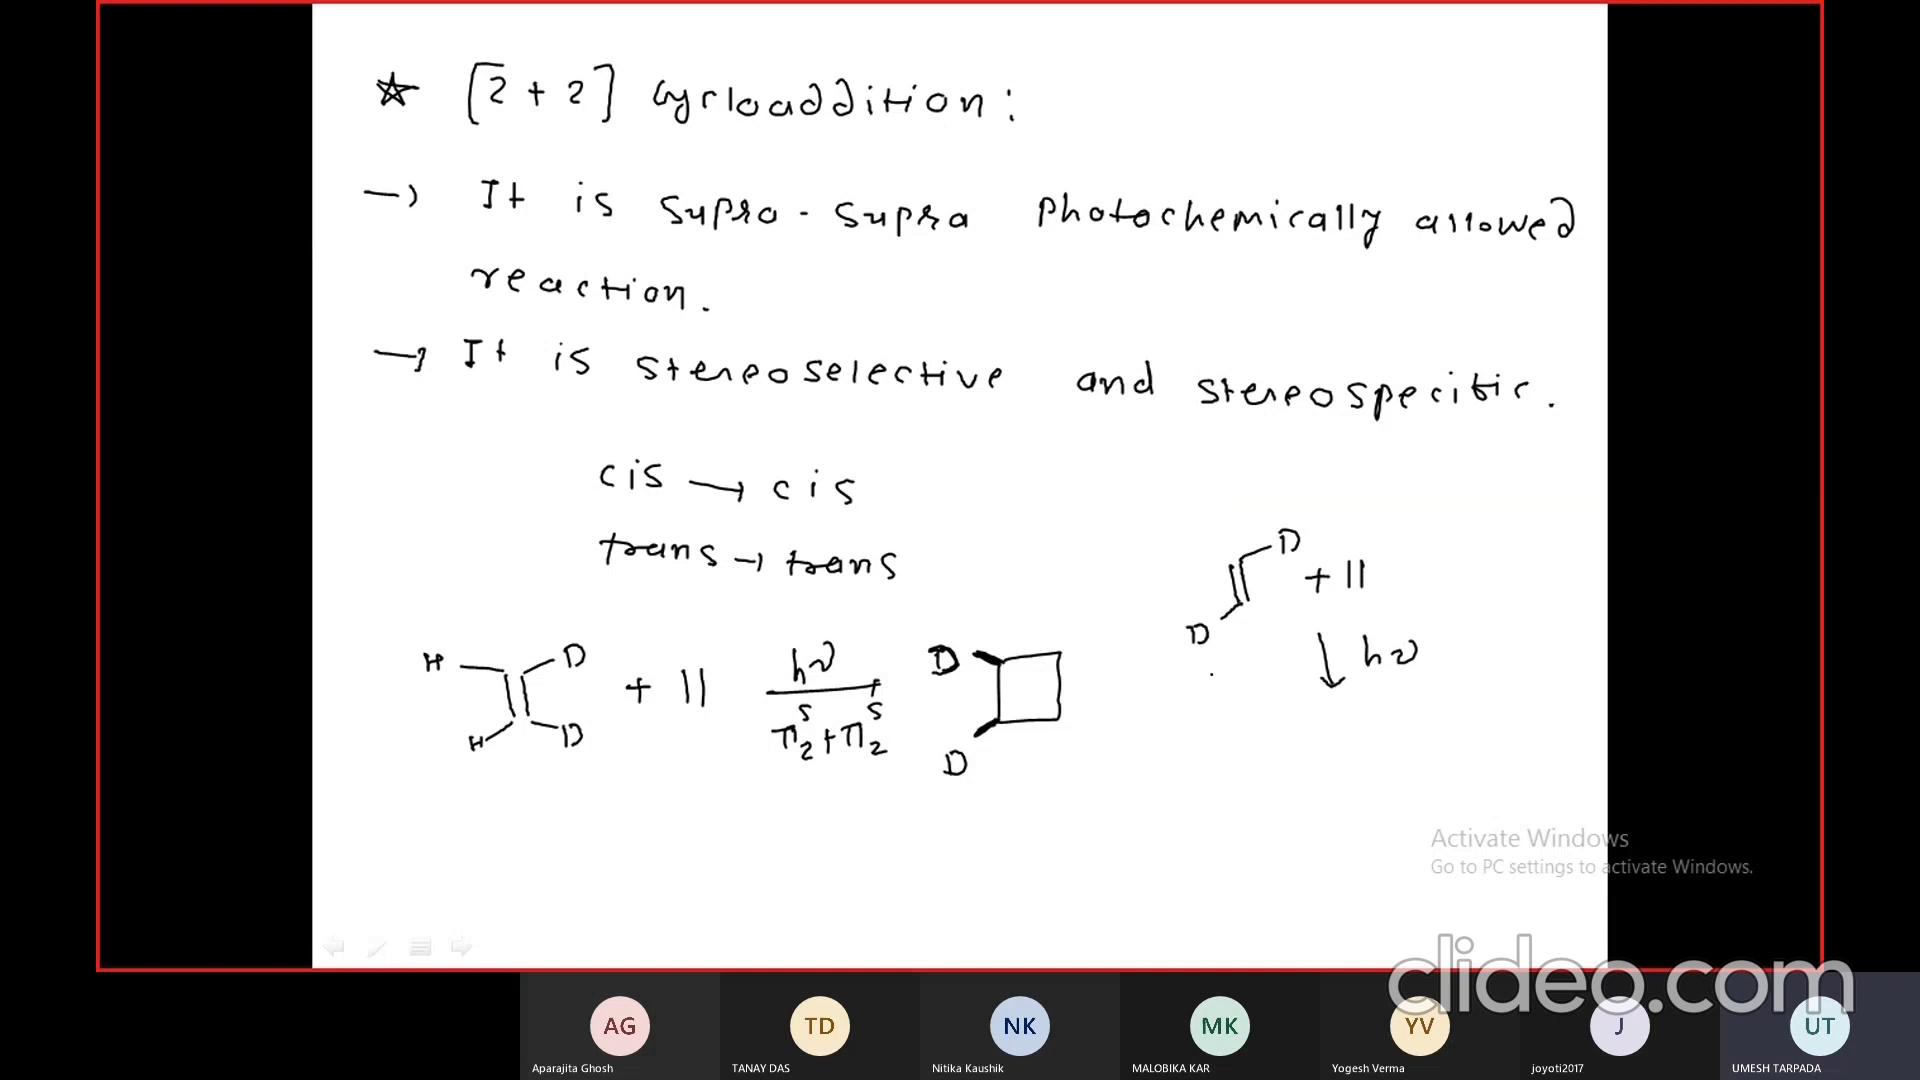 ☆ [2 + 2] cycloaddition:
→ It is supra-supra photochemically allowed
reaction.
→ It is stereoselective and stereospecific.
cis → cis
trans → trans
D + ||
D
↓ hν
H D + || hν D
H D π2s + π2s D
Activate Windows
Go to PC settings to activate Windows.
clideo.com
AG TD NK MK YV J UT
Aparajita Ghosh TANAY DAS Nitika Kaushik MALOBIKA KAR Yogesh Verma joyoti2017 UMESH TARPADA